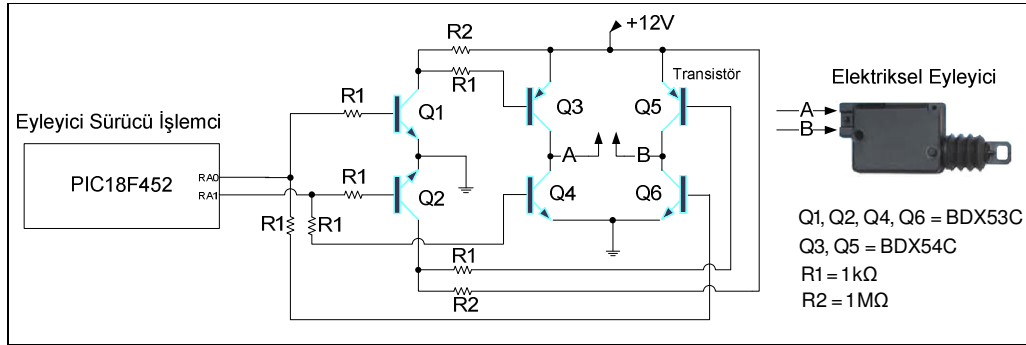 Eyleyici Sürücü İşlemci
PIC18F452
RA0
RA1
R1
R1
R1
R1
R2
R1
Q1
Q2
R1
R2
+12V
Transistör
Q3
Q5
A
B
Q4
Q6
Elektriksel Eyleyici
A
B
Q1, Q2, Q4, Q6 = BDX53C
Q3, Q5 = BDX54C
R1 = 1kΩ
R2 = 1MΩ